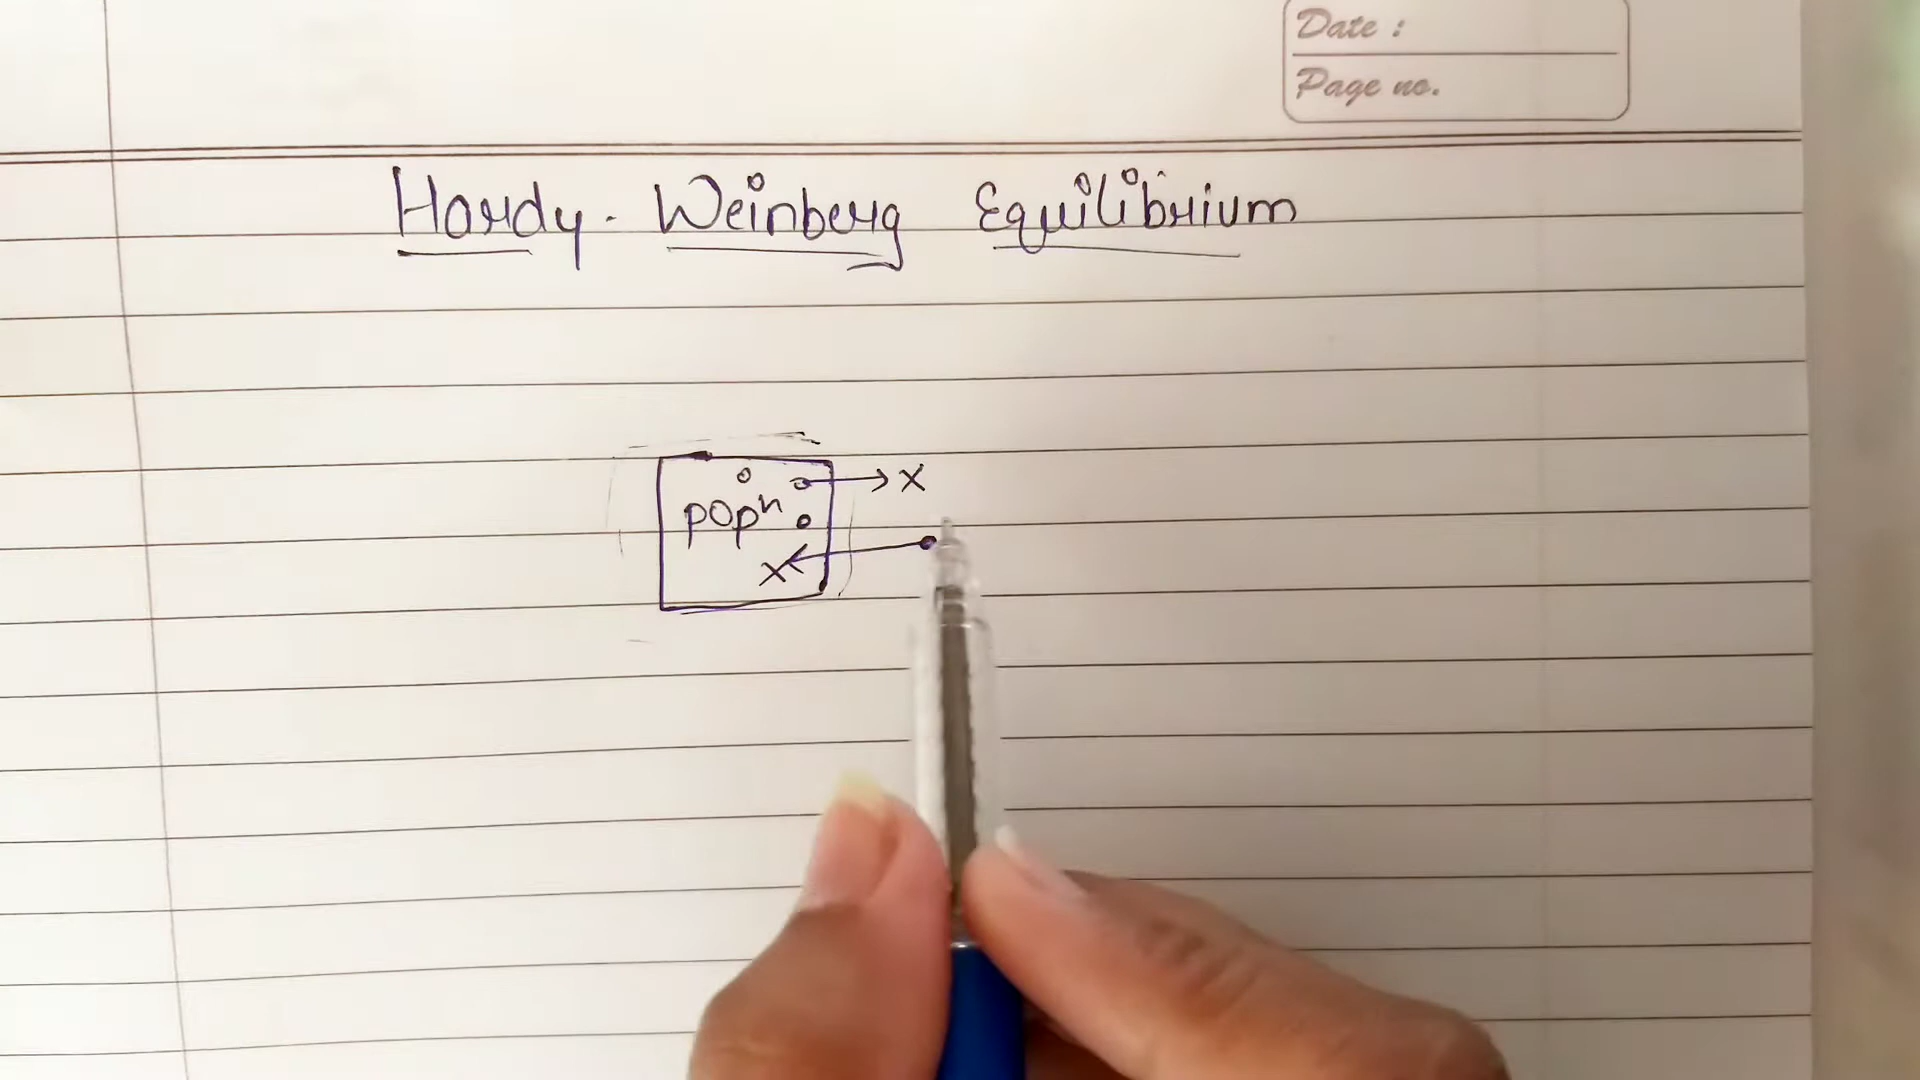 Date :
Page no.
Hardy - Weinberg Equilibrium
x
popⁿ
x